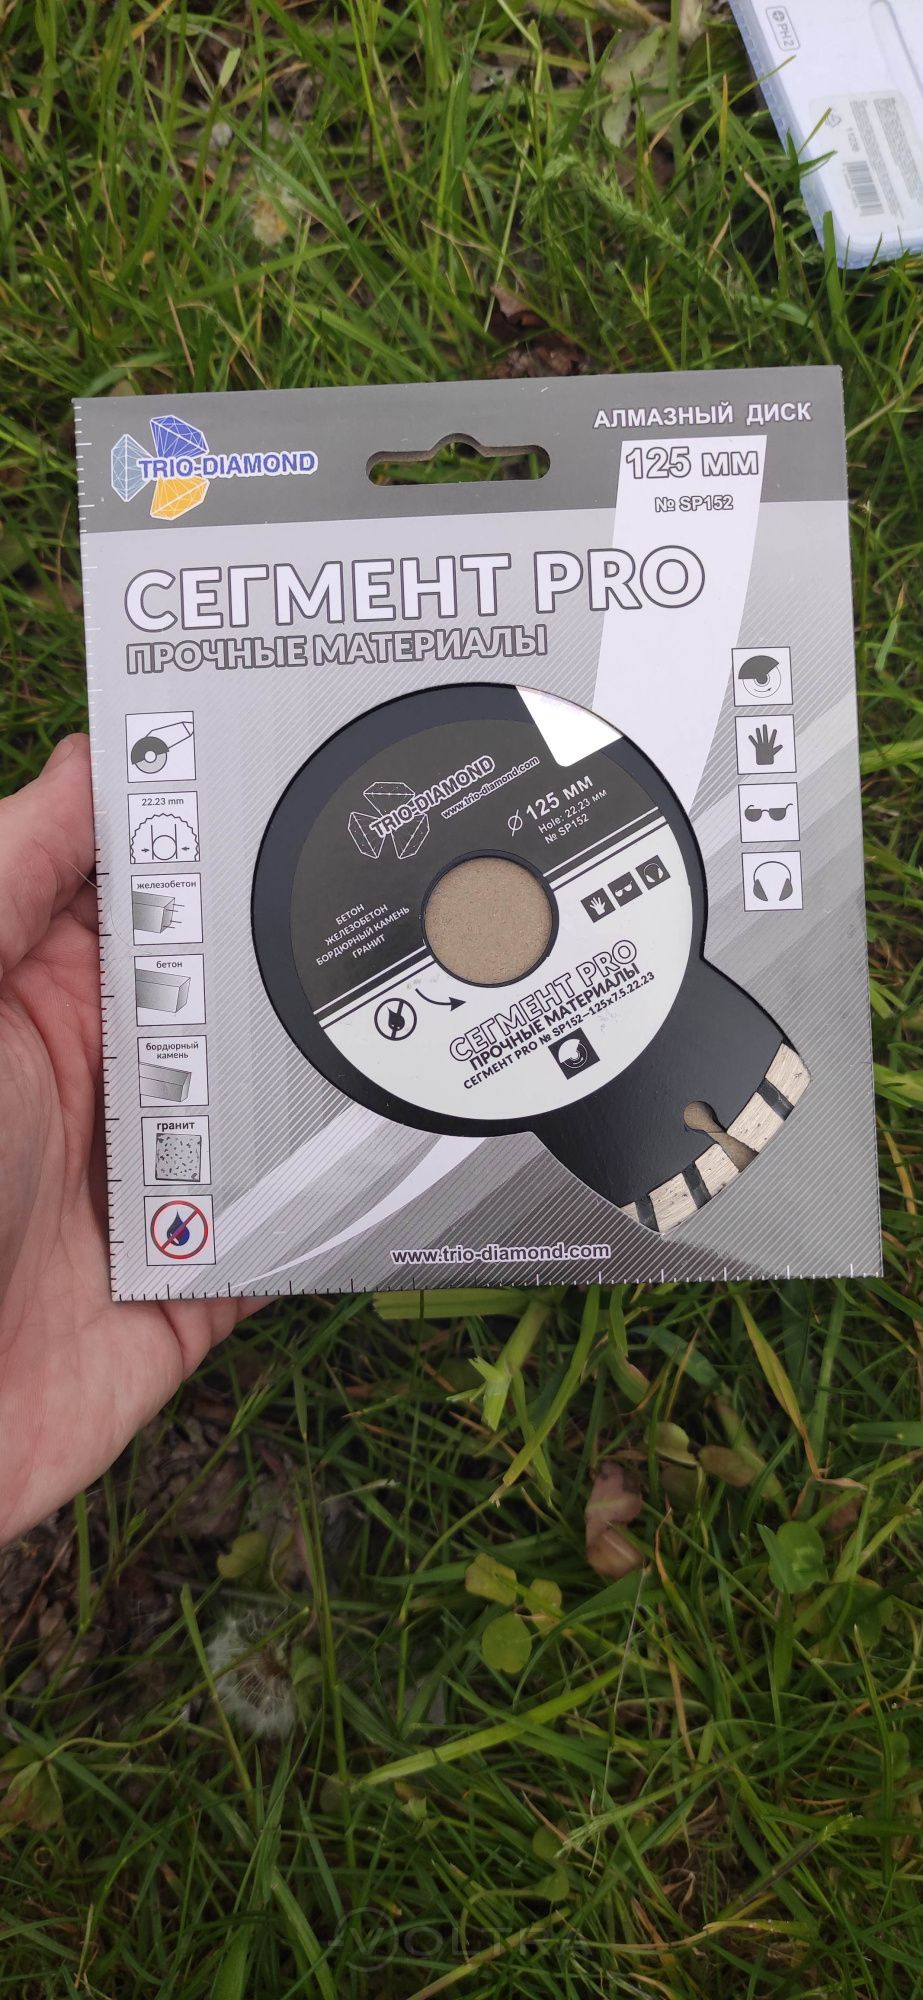 PH2
TRIO-DIAMOND
АЛМАЗНЫЙ ДИСК
125 мм
№ SP152
СЕГМЕНТ PRO
ПРОЧНЫЕ МАТЕРИАЛЫ
22.23 mm
железобетон
бетон
бордюрный
камень
гранит
TRIO-DIAMOND
www.trio-diamond.com
Ø 125 мм
Hole: 22.23 мм
№ SP152
БЕТОН
ЖЕЛЕЗОБЕТОН
БОРДЮРНЫЙ КАМЕНЬ
ГРАНИТ
СЕГМЕНТ PRO
ПРОЧНЫЕ МАТЕРИАЛЫ
СЕГМЕНТ PRO № SP152-125x7.5.22.23
www.trio-diamond.com
VOLTRA